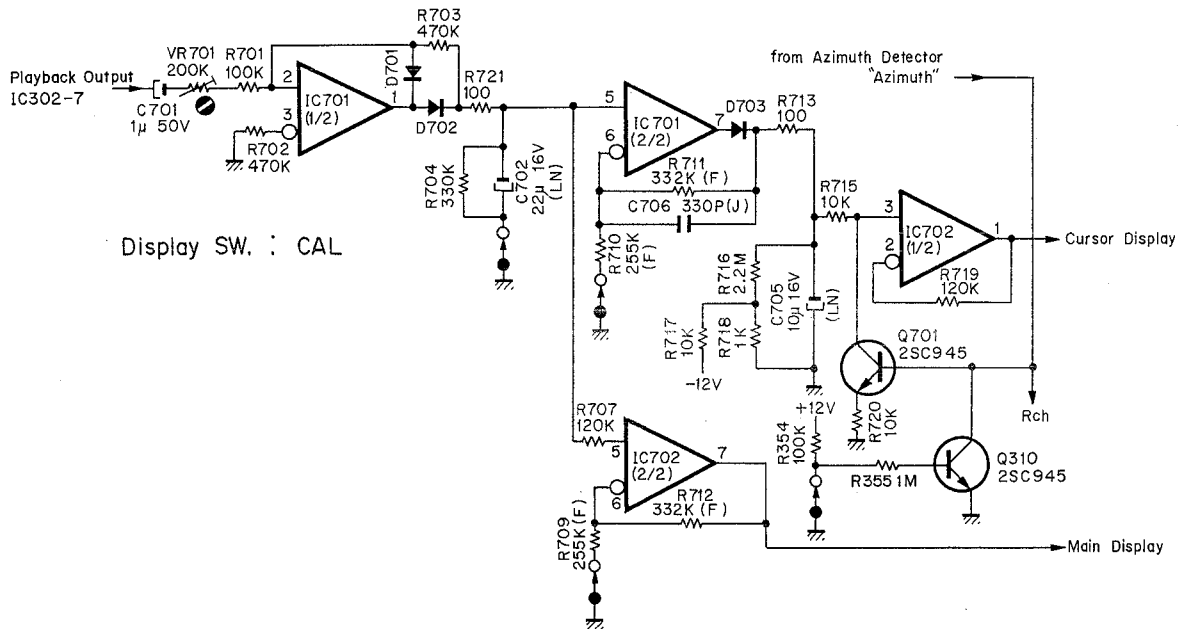 Playback Output
IC302-7
C701
1μ 50V
VR701
200K
R701
100K
R702
470K
2
3
IC701
(1/2)
1
D701
D702
R703
470K
R721
100
R704
330K
C702
22μ 16V
(LN)
Display SW. : CAL
5
6
IC701
(2/2)
7
D703
R713
100
R711
332K (F)
C706 330P(J)
R710
255K
(F)
from Azimuth Detector
"Azimuth"
R715
10K
3
2
IC702
(1/2)
1
Cursor Display
R719
120K
R716
2.2M
R717
10K
-12V
R718
1K
C705
10μ 16V
(LN)
Q701
2SC945
R720
10K
Rch
+12V
R354
100K
R355 1M
Q310
2SC945
R707
120K
5
6
IC702
(2/2)
7
R712
332K (F)
R709
255K(F)
Main Display